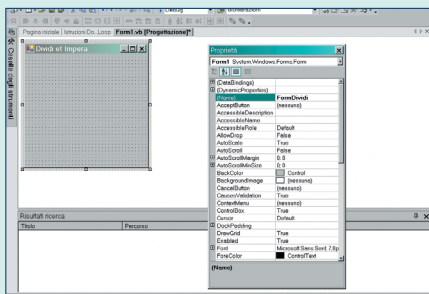 Debug
Pagina iniziale Istruzioni Do...Loop Form1.vb [Progettazione]*
Casella degli strumenti
Dividi et Impera
Proprietà
Form1 System.Windows.Forms.Form
(DataBindings)
(DynamicProperties)
(Name) FormDividi
AcceptButton (nessuno)
AccessibleDescription
AccessibleName
AccessibleRole Default
AllowDrop False
AutoScale True
AutoScroll False
AutoScrollMargin 0; 0
AutoScrollMinSize 0; 0
BackColor Control
BackgroundImage (nessuno)
CancelButton (nessuno)
CausesValidation True
ContextMenu (nessuno)
ControlBox True
Cursor Default
DockPadding
DrawGrid True
Enabled True
Font Microsoft Sans Serif; 7,8p
ForeColor ControlText
(Name)
Risultati ricerca
Titolo Percorso